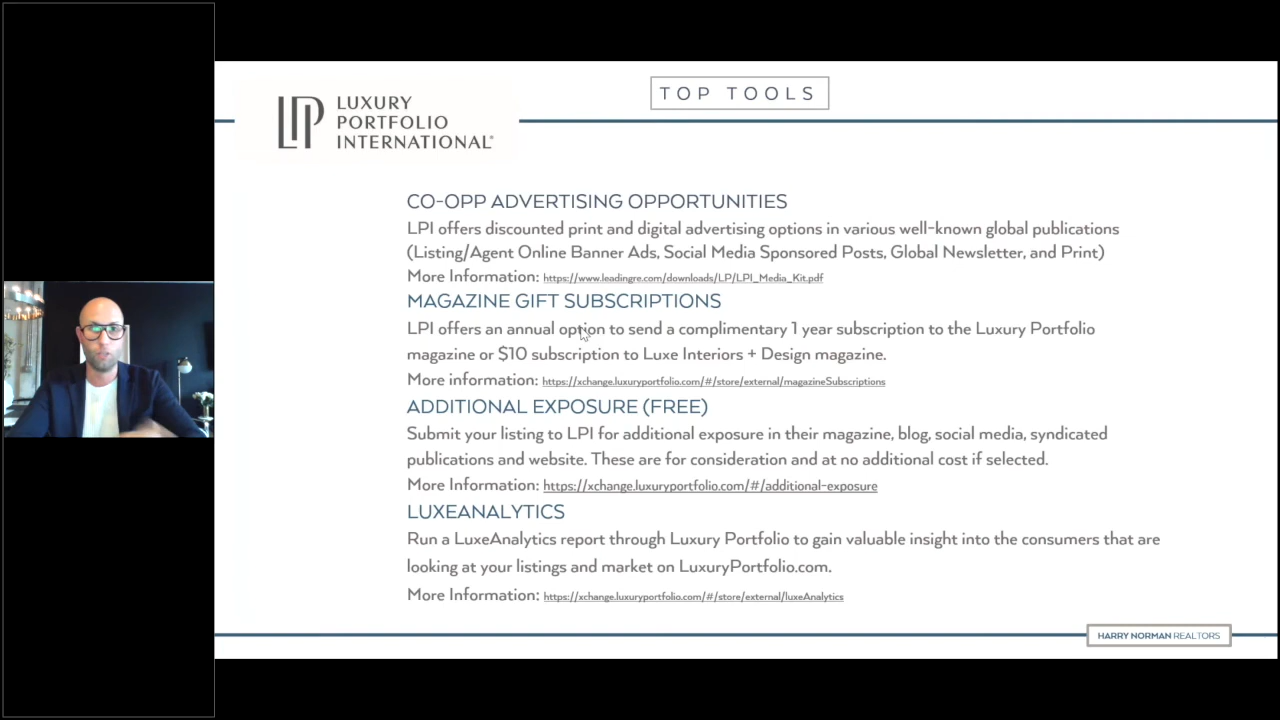 TOP TOOLS
LP LUXURY
PORTFOLIO
INTERNATIONAL®
CO-OPP ADVERTISING OPPORTUNITIES
LPI offers discounted print and digital advertising options in various well-known global publications
(Listing/Agent Online Banner Ads, Social Media Sponsored Posts, Global Newsletter, and Print)
More Information: https://www.leadingre.com/downloads/LP/LPI_Media_Kit.pdf
MAGAZINE GIFT SUBSCRIPTIONS
LPI offers an annual option to send a complimentary 1 year subscription to the Luxury Portfolio
magazine or $10 subscription to Luxe Interiors + Design magazine.
More information: https://xchange.luxuryportfolio.com/#/store/external/magazineSubscriptions
ADDITIONAL EXPOSURE (FREE)
Submit your listing to LPI for additional exposure in their magazine, blog, social media, syndicated
publications and website. These are for consideration and at no additional cost if selected.
More Information: https://xchange.luxuryportfolio.com/#/additional-exposure
LUXEANALYTICS
Run a LuxeAnalytics report through Luxury Portfolio to gain valuable insight into the consumers that are
looking at your listings and market on LuxuryPortfolio.com.
More Information: https://xchange.luxuryportfolio.com/#/store/external/luxeAnalytics
HARRY NORMAN REALTORS